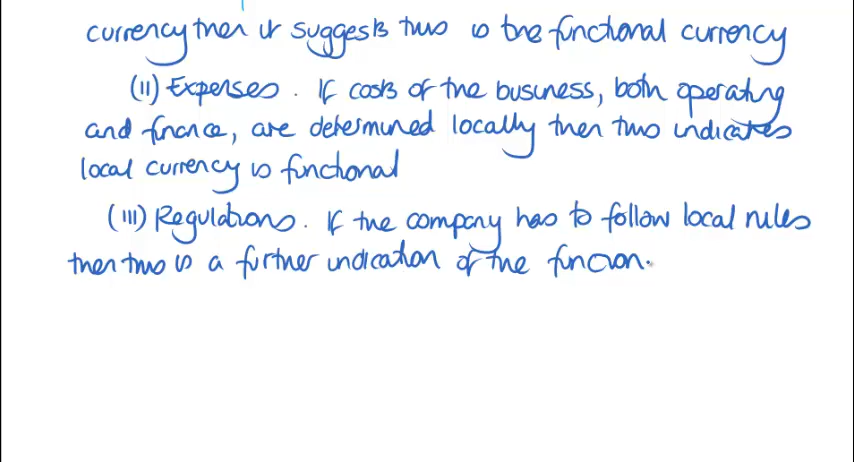 currency then it suggests this is the functional currency
(ii) Expenses. If costs of the business, both operating
and finance, are determined locally then this indicates
local currency is functional
(iii) Regulations. If the company has to follow local rules
then this is a further indication of the function.